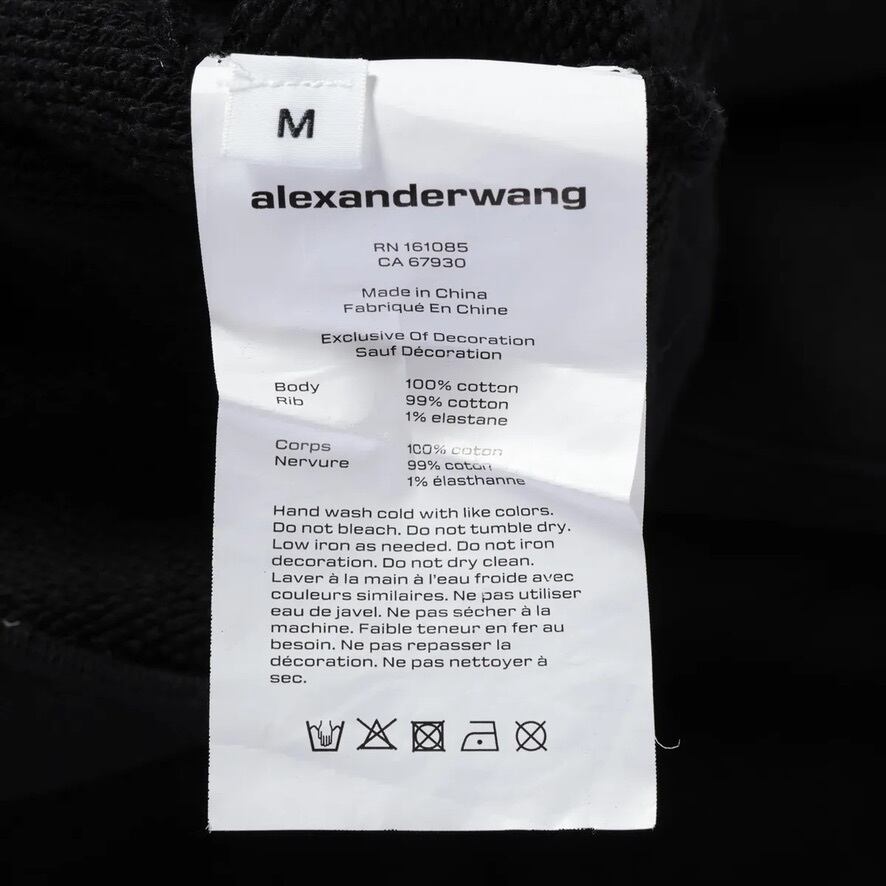 M
alexanderwang
RN 161085
CA 67930
Made in China
Fabriqué En Chine
Exclusive Of Decoration
Sauf Décoration
Body 100% cotton
Rib 99% cotton
1% elastane
Corps 100% coton
Nervure 99% coton
1% élasthanne
Hand wash cold with like colors.
Do not bleach. Do not tumble dry.
Low iron as needed. Do not iron
decoration. Do not dry clean.
Laver à la main à l'eau froide avec
couleurs similaires. Ne pas utiliser
eau de javel. Ne pas sécher à la
machine. Faible teneur en fer au
besoin. Ne pas repasser la
décoration. Ne pas nettoyer à
sec.